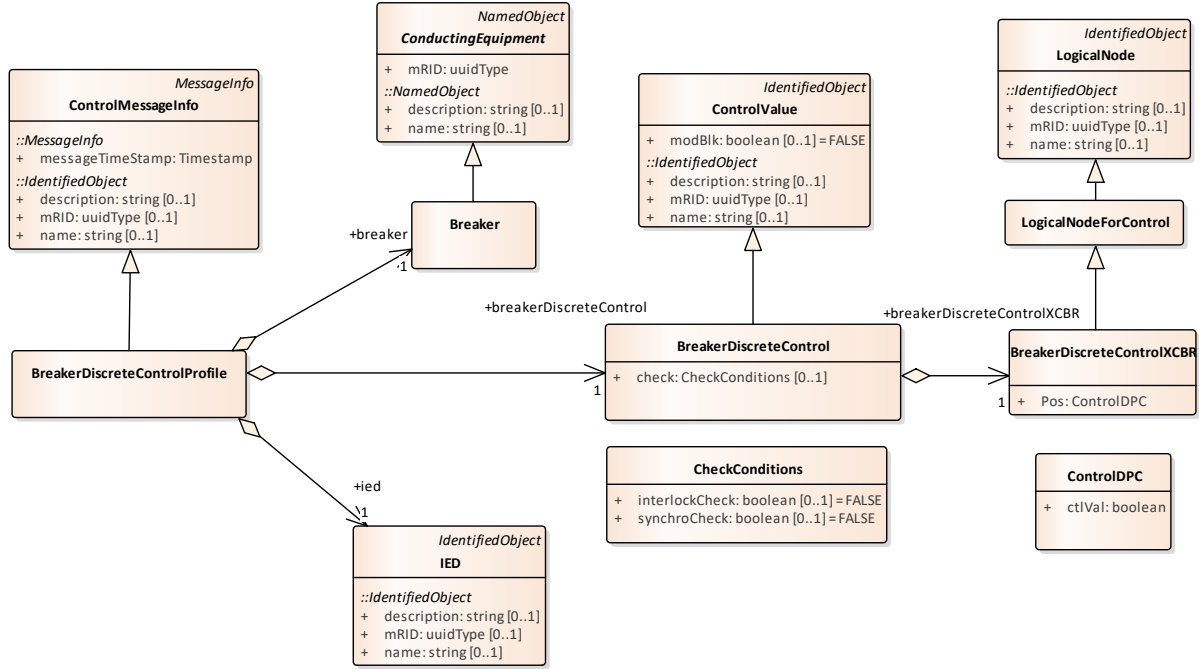 MessageInfo
ControlMessageInfo
::MessageInfo
+ messageTimeStamp: Timestamp
::IdentifiedObject
+ description: string [0..1]
+ mRID: uuidType [0..1]
+ name: string [0..1]
NamedObject
ConductingEquipment
+ mRID: uuidType
::NamedObject
+ description: string [0..1]
+ name: string [0..1]
IdentifiedObject
ControlValue
+ modBlk: boolean [0..1] = FALSE
::IdentifiedObject
+ description: string [0..1]
+ mRID: uuidType [0..1]
+ name: string [0..1]
IdentifiedObject
LogicalNode
::IdentifiedObject
+ description: string [0..1]
+ mRID: uuidType [0..1]
+ name: string [0..1]
Breaker
LogicalNodeForControl
+breaker
1
+breakerDiscreteControl
+breakerDiscreteControlXCBR
BreakerDiscreteControlProfile
1
BreakerDiscreteControl
+ check: CheckConditions [0..1]
1
BreakerDiscreteControlXCBR
+ Pos: ControlDPC
CheckConditions
+ interlockCheck: boolean [0..1] = FALSE
+ synchroCheck: boolean [0..1] = FALSE
ControlDPC
+ ctlVal: boolean
+ied
1
IdentifiedObject
IED
::IdentifiedObject
+ description: string [0..1]
+ mRID: uuidType [0..1]
+ name: string [0..1]